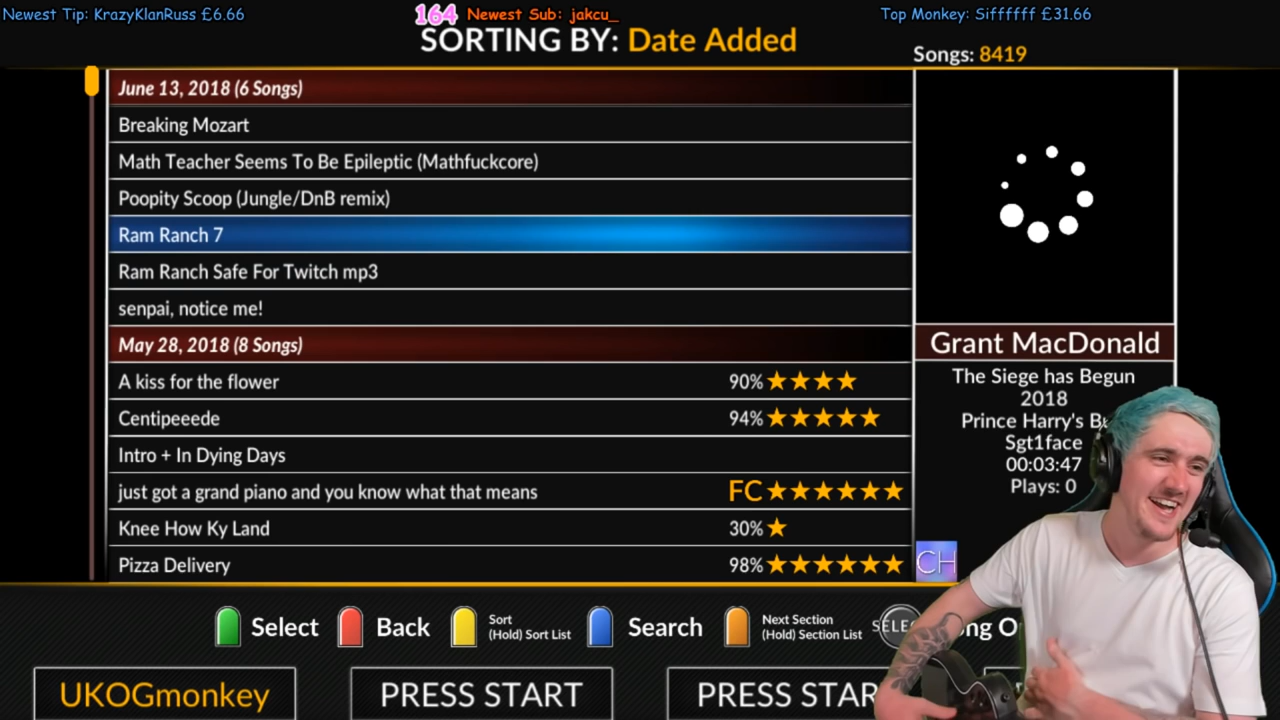 Newest Tip: KrazyKlanRuss £6.66
164 Newest Sub: jakcu_
Top Monkey: Siffffff £31.66
SORTING BY: Date Added
Songs: 8419
June 13, 2018 (6 Songs)
Breaking Mozart
Math Teacher Seems To Be Epileptic (Mathfuckcore)
Poopity Scoop (Jungle/DnB remix)
Ram Ranch 7
Ram Ranch Safe For Twitch mp3
senpai, notice me!
May 28, 2018 (8 Songs)
A kiss for the flower 90%
Centipeeede 94%
Intro + In Dying Days
just got a grand piano and you know what that means FC
Knee How Ky Land 30%
Pizza Delivery 98%
Grant MacDonald
The Siege has Begun
2018
Prince Harry's
Sgt1face
00:03:47
Plays: 0
CH
Select
Back
Sort
(Hold) Sort List
Search
Next Section
(Hold) Section List
UKOGmonkey
PRESS START
PRESS STAR